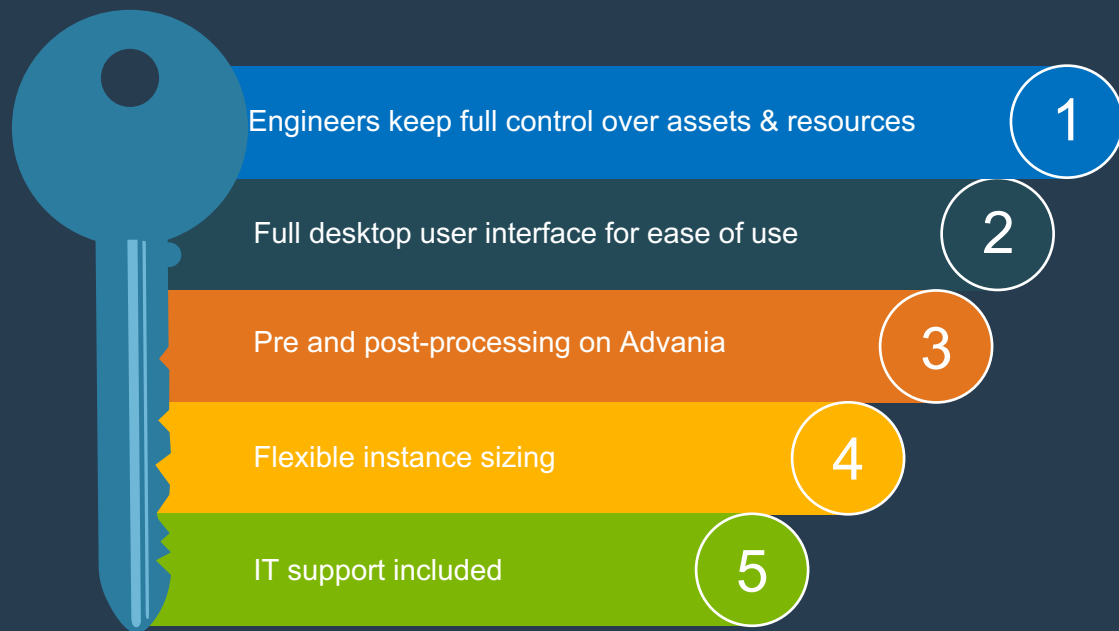 Engineers keep full control over assets & resources 1
Full desktop user interface for ease of use 2
Pre and post-processing on Advania 3
Flexible instance sizing 4
IT support included 5